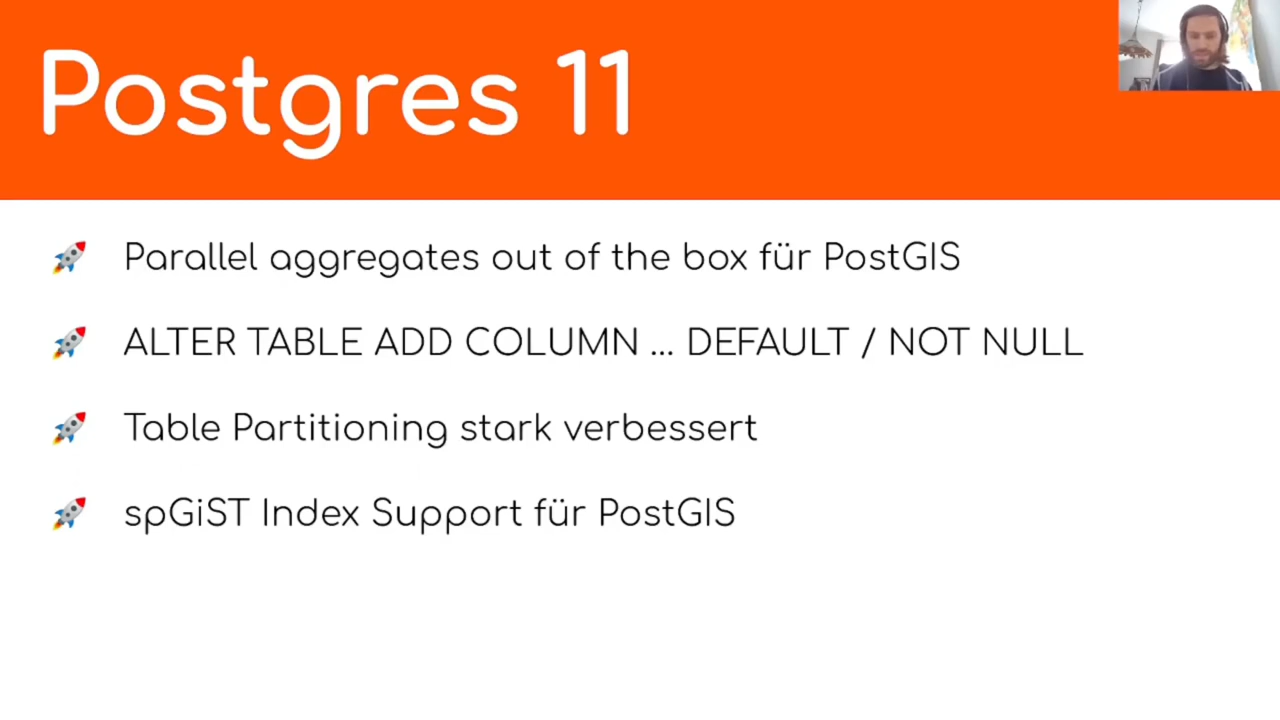 Postgres 11
Parallel aggregates out of the box für PostGIS
ALTER TABLE ADD COLUMN ... DEFAULT / NOT NULL
Table Partitioning stark verbessert
spGiST Index Support für PostGIS